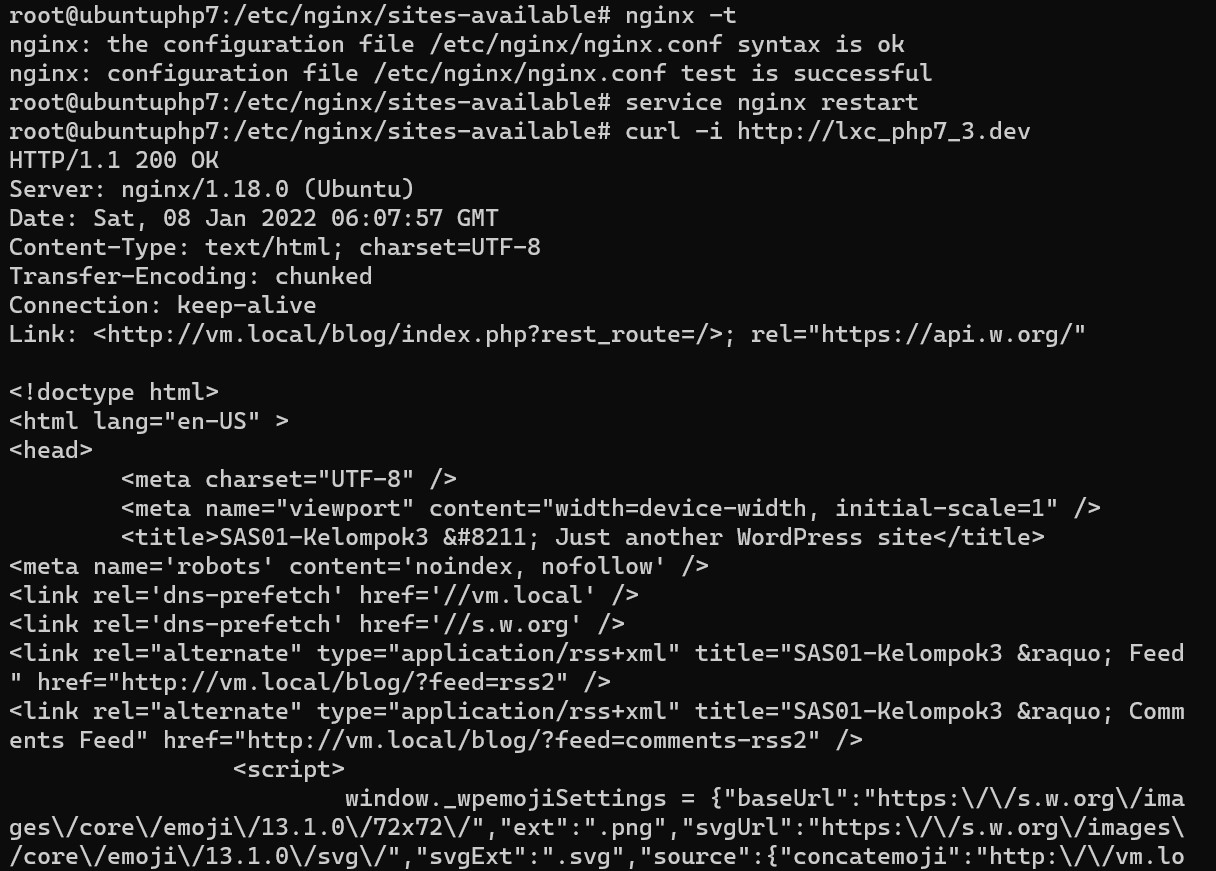 root@ubuntuphp7:/etc/nginx/sites-available# nginx -t
nginx: the configuration file /etc/nginx/nginx.conf syntax is ok
nginx: configuration file /etc/nginx/nginx.conf test is successful
root@ubuntuphp7:/etc/nginx/sites-available# service nginx restart
root@ubuntuphp7:/etc/nginx/sites-available# curl -i http://lxc_php7_3.dev
HTTP/1.1 200 OK
Server: nginx/1.18.0 (Ubuntu)
Date: Sat, 08 Jan 2022 06:07:57 GMT
Content-Type: text/html; charset=UTF-8
Transfer-Encoding: chunked
Connection: keep-alive
Link: <http://vm.local/blog/index.php?rest_route=/>; rel="https://api.w.org/"

<!doctype html>
<html lang="en-US" >
<head>
        <meta charset="UTF-8" />
        <meta name="viewport" content="width=device-width, initial-scale=1" />
        <title>SAS01-Kelompok3 &#8211; Just another WordPress site</title>
<meta name='robots' content='noindex, nofollow' />
<link rel='dns-prefetch' href='//vm.local' />
<link rel='dns-prefetch' href='//s.w.org' />
<link rel="alternate" type="application/rss+xml" title="SAS01-Kelompok3 &raquo; Feed
" href="http://vm.local/blog/?feed=rss2" />
<link rel="alternate" type="application/rss+xml" title="SAS01-Kelompok3 &raquo; Comm
ents Feed" href="http://vm.local/blog/?feed=comments-rss2" />
                <script>
                        window._wpemojiSettings = {"baseUrl":"https:\/\/s.w.org\/ima
ges\/core\/emoji\/13.1.0\/72x72\/","ext":".png","svgUrl":"https:\/\/s.w.org\/images\
/core\/emoji\/13.1.0\/svg\/","svgExt":".svg","source":{"concatemoji":"http:\/\/vm.lo